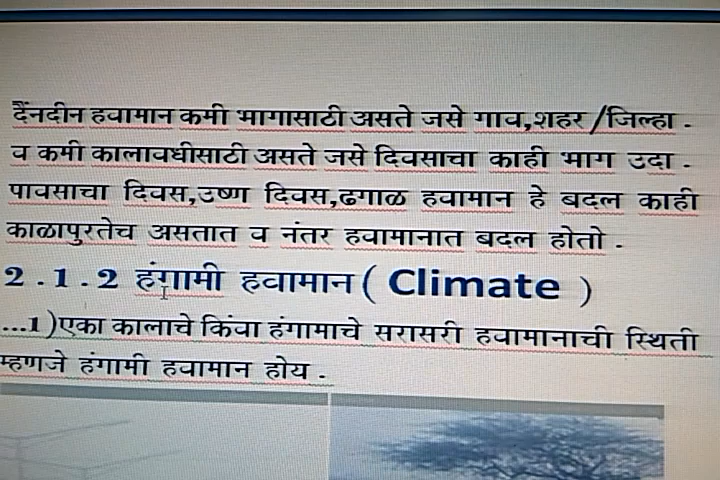 दैंनदीन हवामान कमी भागासाठी असते जसे गाव,शहर/जिल्हा .
व कमी कालावधीसाठी असते जसे दिवसाचा काही भाग उदा .
पावसाचा दिवस,उष्ण दिवस,ढगाळ हवामान हे बदल काही
काळापुरतेच असतात व नंतर हवामानात बदल होतो .
2.1.2 हंगामी हवामान( Climate )
...1)एका कालाचे किंवा हंगामाचे सरासरी हवामानाची स्थिती
म्हणजे हंगामी हवामान होय .